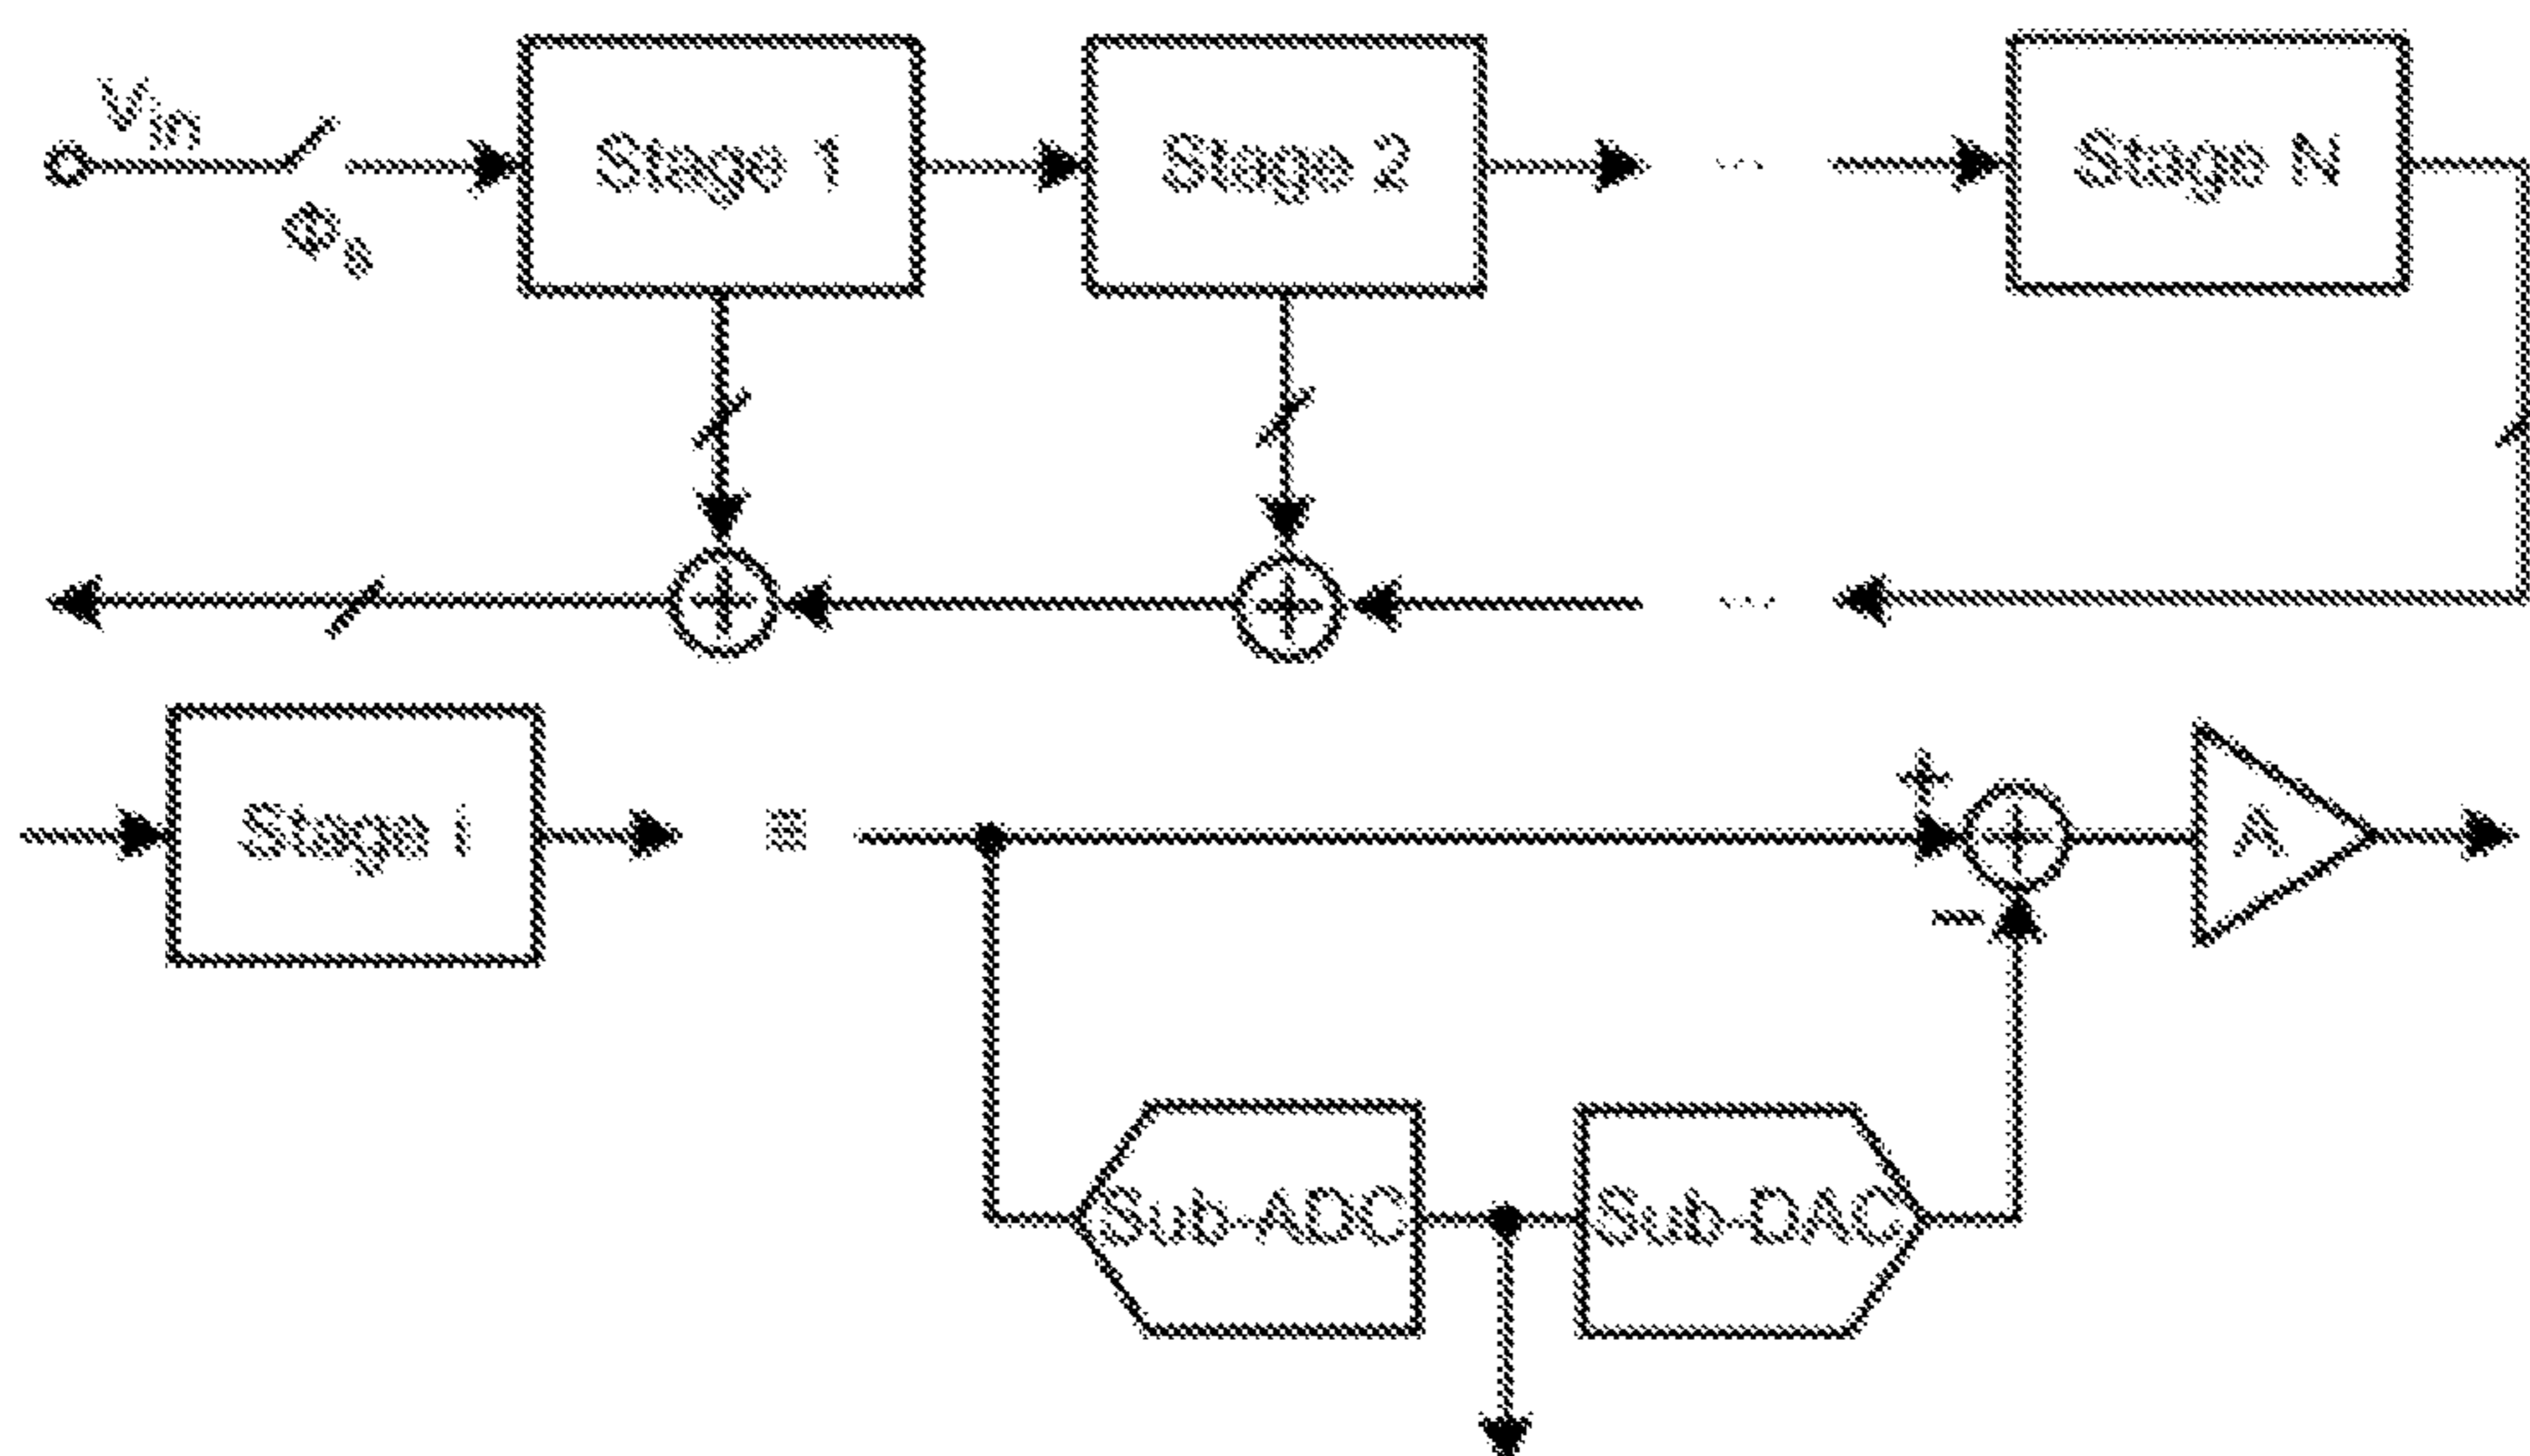 Vin
Stage 1
Stage 2
...
Stage N
Φs
...
Stage i
≡
+
A
−
Sub-ADC
Sub-DAC